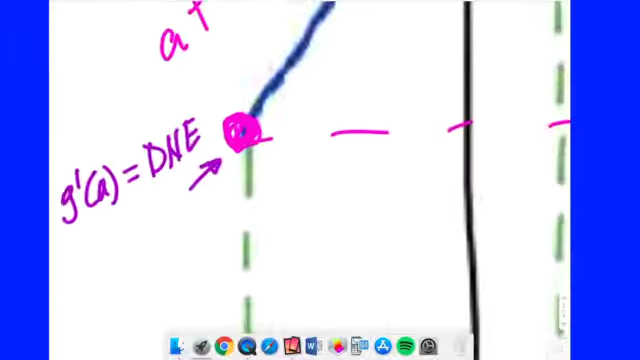 a+
g'(a) = DNE